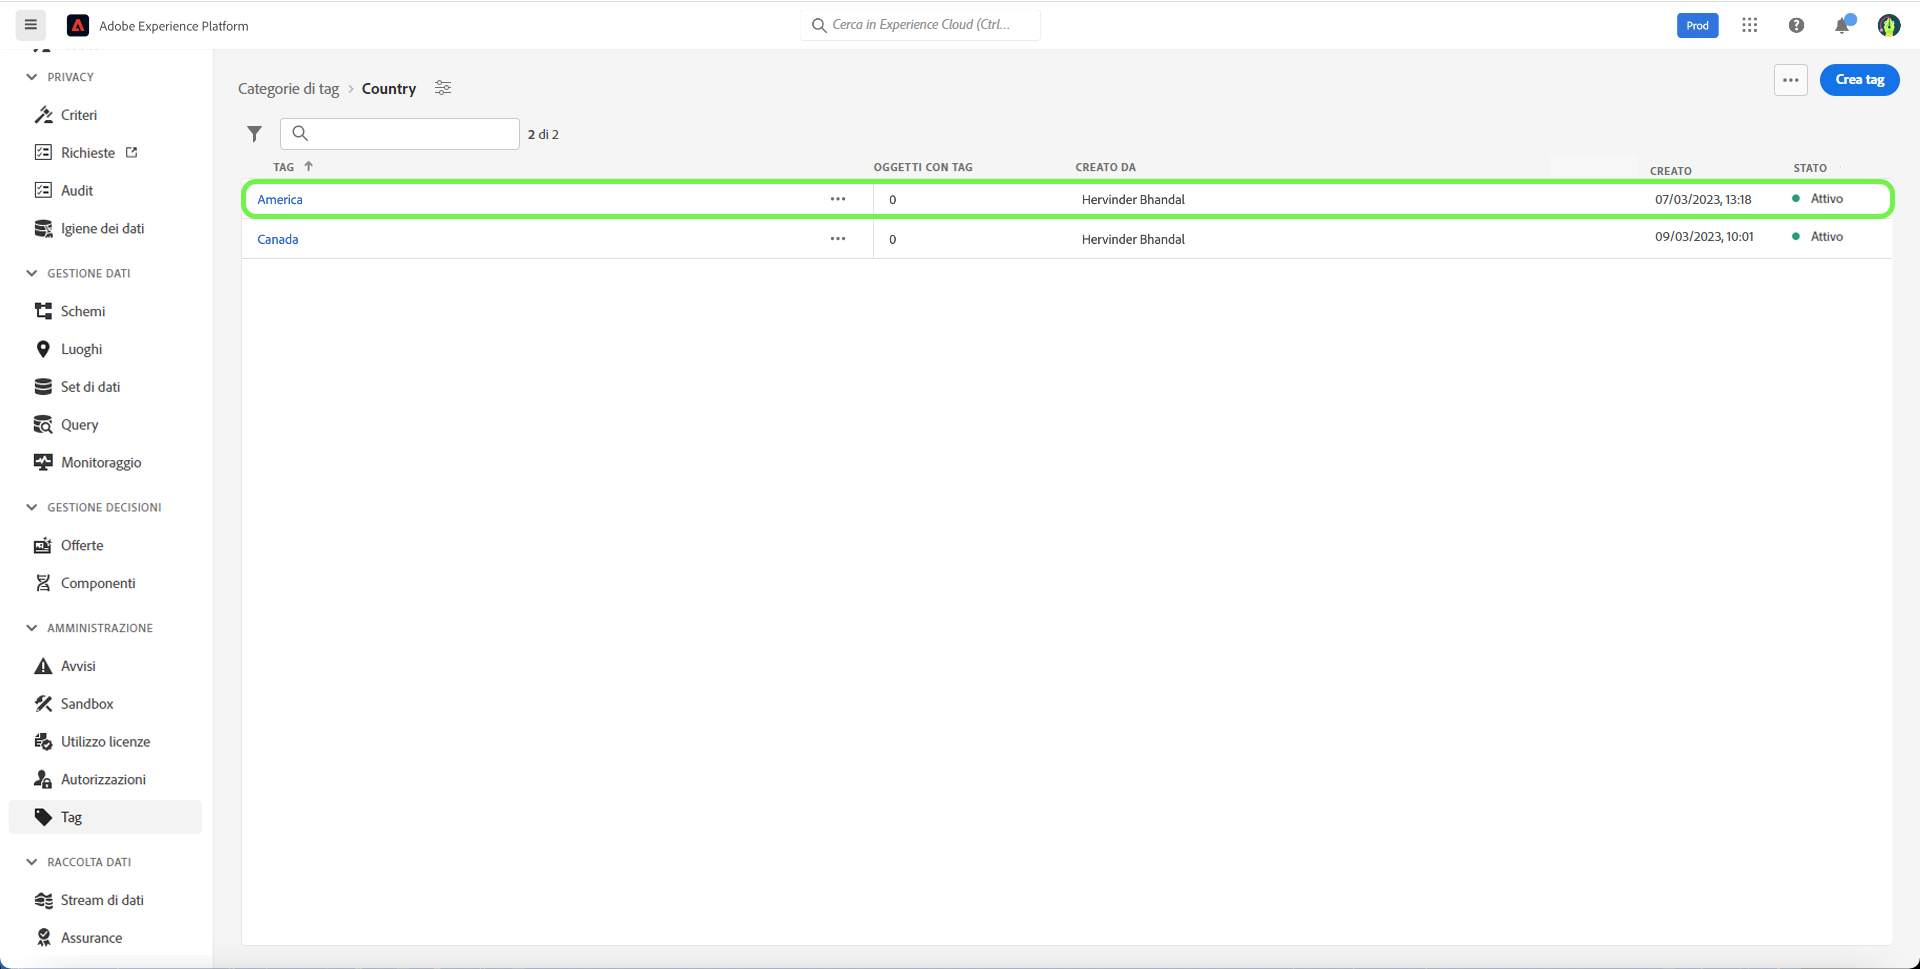 Adobe Experience Platform
Cerca in Experience Cloud (Ctrl...
Prod
PRIVACY
Criteri
Richieste
Audit
Igiene dei dati
GESTIONE DATI
Schemi
Luoghi
Set di dati
Query
Monitoraggio
GESTIONE DECISIONI
Offerte
Componenti
AMMINISTRAZIONE
Avvisi
Sandbox
Utilizzo licenze
Autorizzazioni
Tag
RACCOLTA DATI
Stream di dati
Assurance
Categorie di tag > Country
Crea tag
2 di 2
TAG OGGETTI CON TAG CREATO DA CREATO STATO
America 0 Hervinder Bhandal 07/03/2023, 13:18 Attivo
Canada 0 Hervinder Bhandal 09/03/2023, 10:01 Attivo